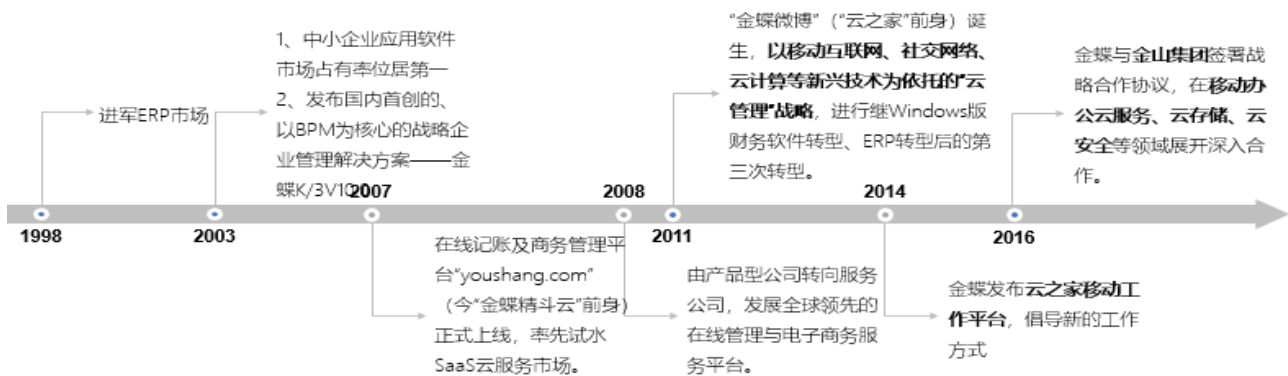 进军ERP市场
1、中小企业应用软件
市场占有率位居第一
2、发布国内首创的、
以BPM为核心的战略企
业管理解决方案——金
蝶K/3V10
“金蝶微博”（“云之家”前身）诞
生，以移动互联网、社交网络、
云计算等新兴技术为依托的“云
管理”战略，进行继Windows版
财务软件转型、ERP转型后的第
三次转型。
金蝶与金山集团签署战
略合作协议，在移动办
公云服务、云存储、云
安全等领域展开深入合
作。
2007
2008
2014
1998
2003
2011
2016
在线记账及商务管理平
台“youshang.com”
（今“金蝶精斗云”前身）
正式上线，率先试水
SaaS云服务市场。
由产品型公司转向服务
公司，发展全球领先的
在线管理与电子商务服
务平台。
金蝶发布云之家移动工
作平台，倡导新的工作
方式